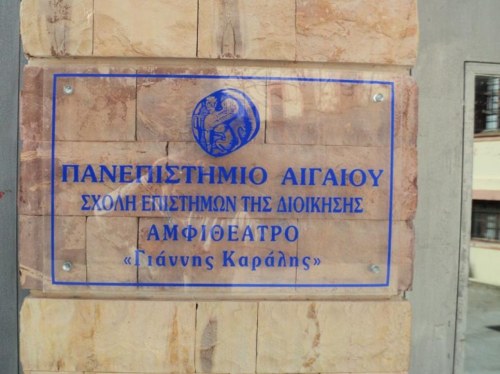 ΠΑΝΕΠΙΣΤΗΜΙΟ ΑΙΓΑΙΟΥ
ΣΧΟΛΗ ΕΠΙΣΤΗΜΩΝ ΤΗΣ ΔΙΟΙΚΗΣΗΣ
ΑΜΦΙΘΕΑΤΡΟ
«Γιάννης Καράλης»